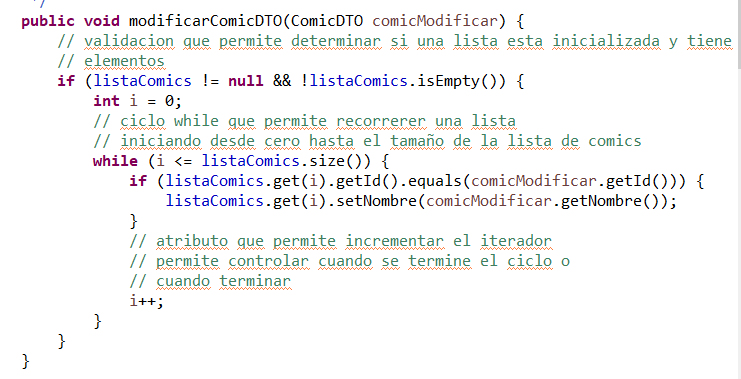 */
public void modificarComicDTO(ComicDTO comicModificar) {
// validacion que permite determinar si una lista esta inicializada y tiene
// elementos
if (listaComics != null && !listaComics.isEmpty()) {
int i = 0;
// ciclo while que permite recorrerer una lista
// iniciando desde cero hasta el tamaño de la lista de comics
while (i <= listaComics.size()) {
if (listaComics.get(i).getId().equals(comicModificar.getId())) {
listaComics.get(i).setNombre(comicModificar.getNombre());
}
// atributo que permite incrementar el iterador
// permite controlar cuando se termine el ciclo o
// cuando terminar
i++;
}
}
}